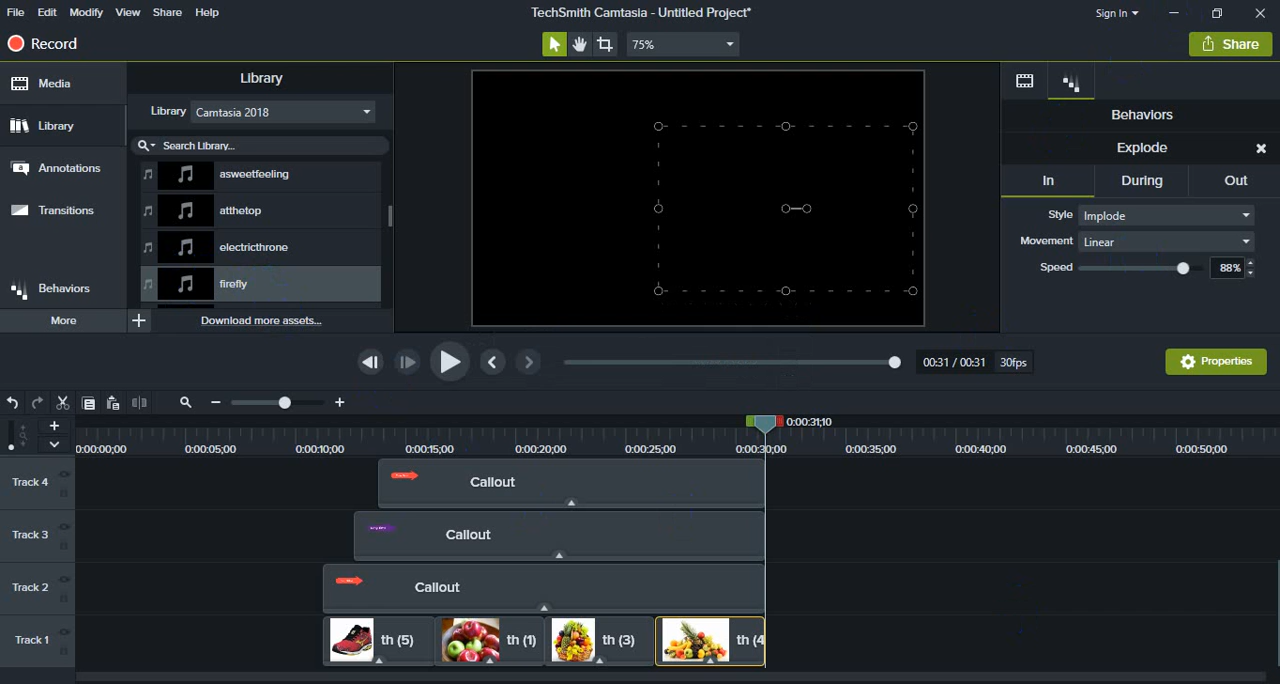 File Edit Modify View Share Help
TechSmith Camtasia - Untitled Project*
Sign In
Record
75%
Share
Media
Library
Annotations
Transitions
Behaviors
More
Library
Library Camtasia 2018
Search Library...
asweetfeeling
atthetop
electricthrone
firefly
Download more assets...
Behaviors
Explode
In During Out
Style Implode
Movement Linear
Speed 88%
00:31 / 00:31 30fps
Properties
0:00:31;10
0:00:00;00 0:00:05;00 0:00:10;00 0:00:15;00 0:00:20;00 0:00:25;00 0:00:30;00 0:00:35;00 0:00:40;00 0:00:45;00 0:00:50;00
Track 4 Callout
Track 3 Callout
Track 2 Callout
Track 1 th (5) th (1) th (3) th (4